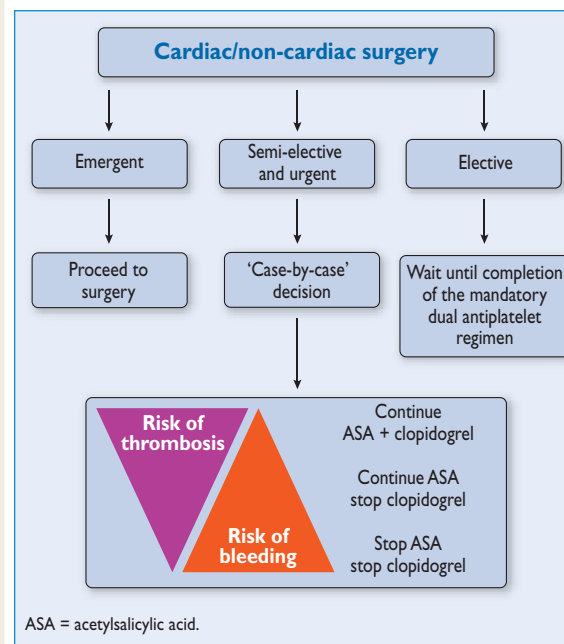 Cardiac/non-cardiac surgery
Emergent
Semi-elective
and urgent
Elective
Proceed to
surgery
‘Case-by-case’
decision
Wait until completion
of the mandatory
dual antiplatelet
regimen
Risk of
thrombosis
Risk of
bleeding
Continue
ASA + clopidogrel
Continue ASA
stop clopidogrel
Stop ASA
stop clopidogrel
ASA = acetylsalicylic acid.